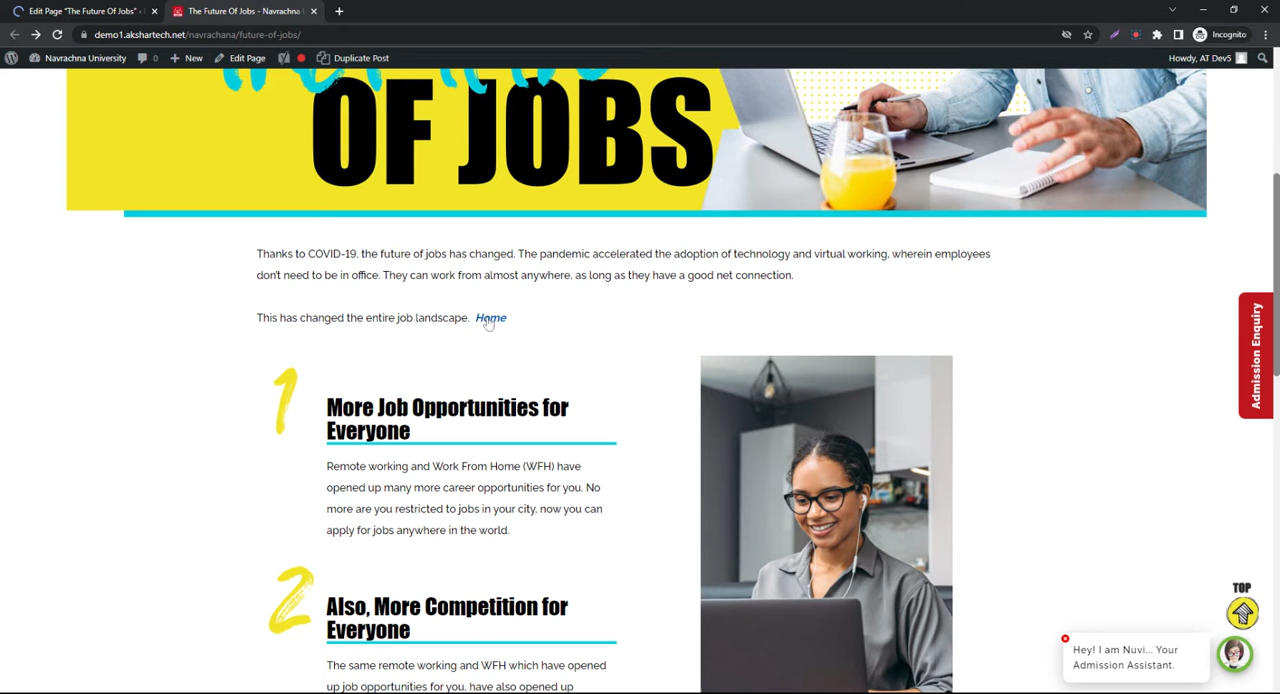 Edit Page "The Future Of Jobs" ‹
The Future Of Jobs - Navrachna U
demo1.akshartech.net/navrachana/future-of-jobs/
Incognito
Navrachna University
0
New
Edit Page
Duplicate Post
Howdy, AT Dev5
OF JOBS
Thanks to COVID-19, the future of jobs has changed. The pandemic accelerated the adoption of technology and virtual working, wherein employees
don't need to be in office. They can work from almost anywhere, as long as they have a good net connection.
This has changed the entire job landscape. Home
1
More Job Opportunities for
Everyone
Remote working and Work From Home (WFH) have
opened up many more career opportunities for you. No
more are you restricted to jobs in your city, now you can
apply for jobs anywhere in the world.
2
Also, More Competition for
Everyone
The same remote working and WFH which have opened
up job opportunities for you, have also opened up
Admission Enquiry
TOP
Hey! I am Nuvi... Your
Admission Assistant.